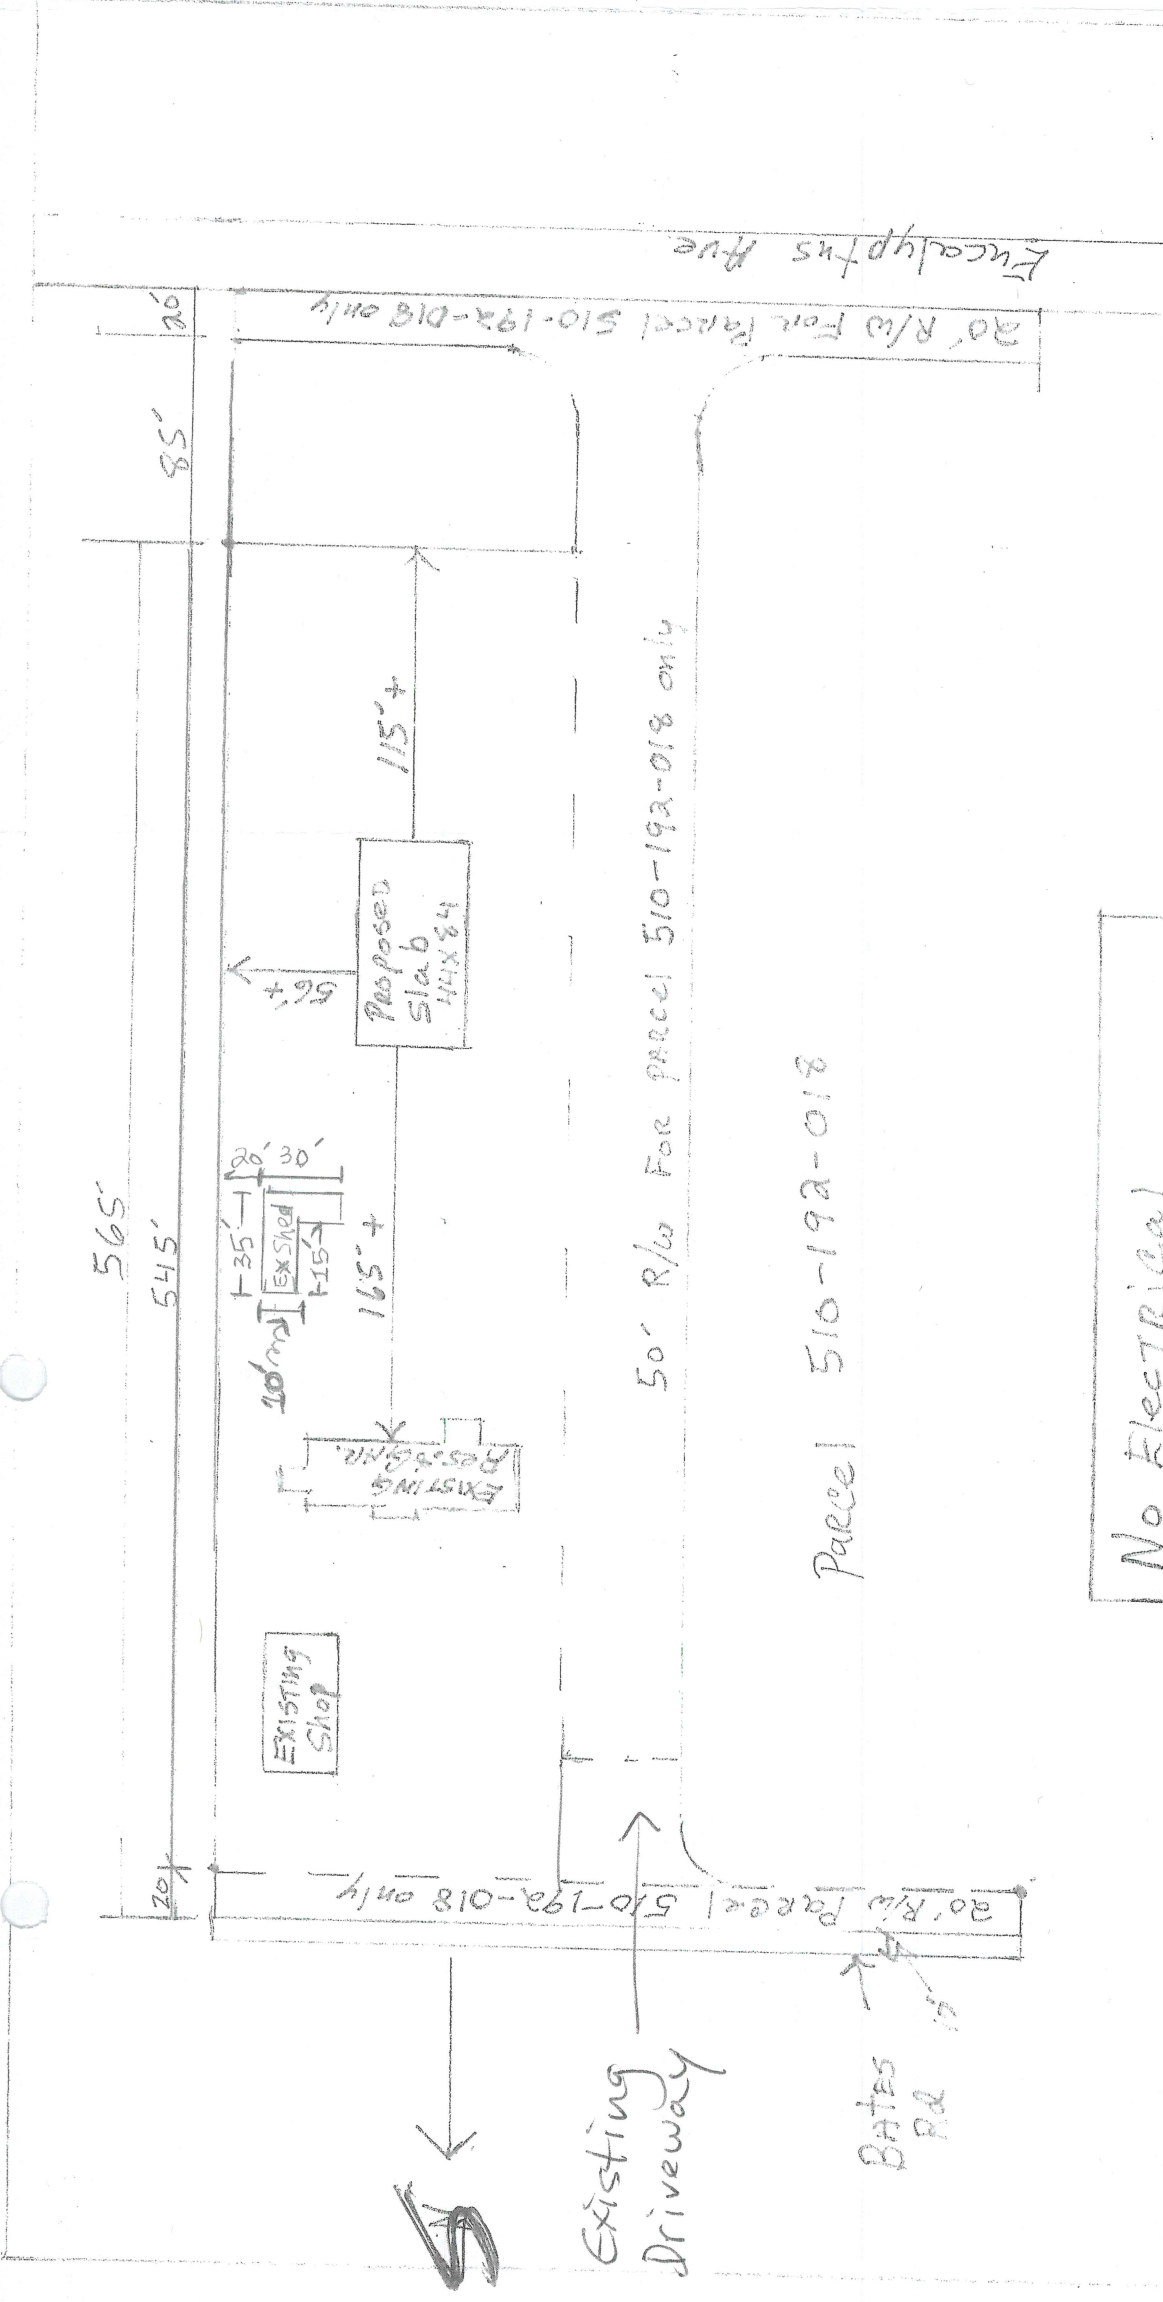 565'
545'
20'
85'
20'
20' 30'
35'
Ex Shed
15'
10'
56'+
165'+
115'+
Proposed
Slab
44x84
EXISTING
Res. & GAR.
EXISTING
Shop
50' R/W For PARCEL 510-192-018 only
Parcel 510-192-018
20' R/W Parcel 510-192-018 only
20' R/W For Parcel 510-192-018 only
Eucalyptus Ave
Existing
Driveway
BATES
Rd
No Electrical